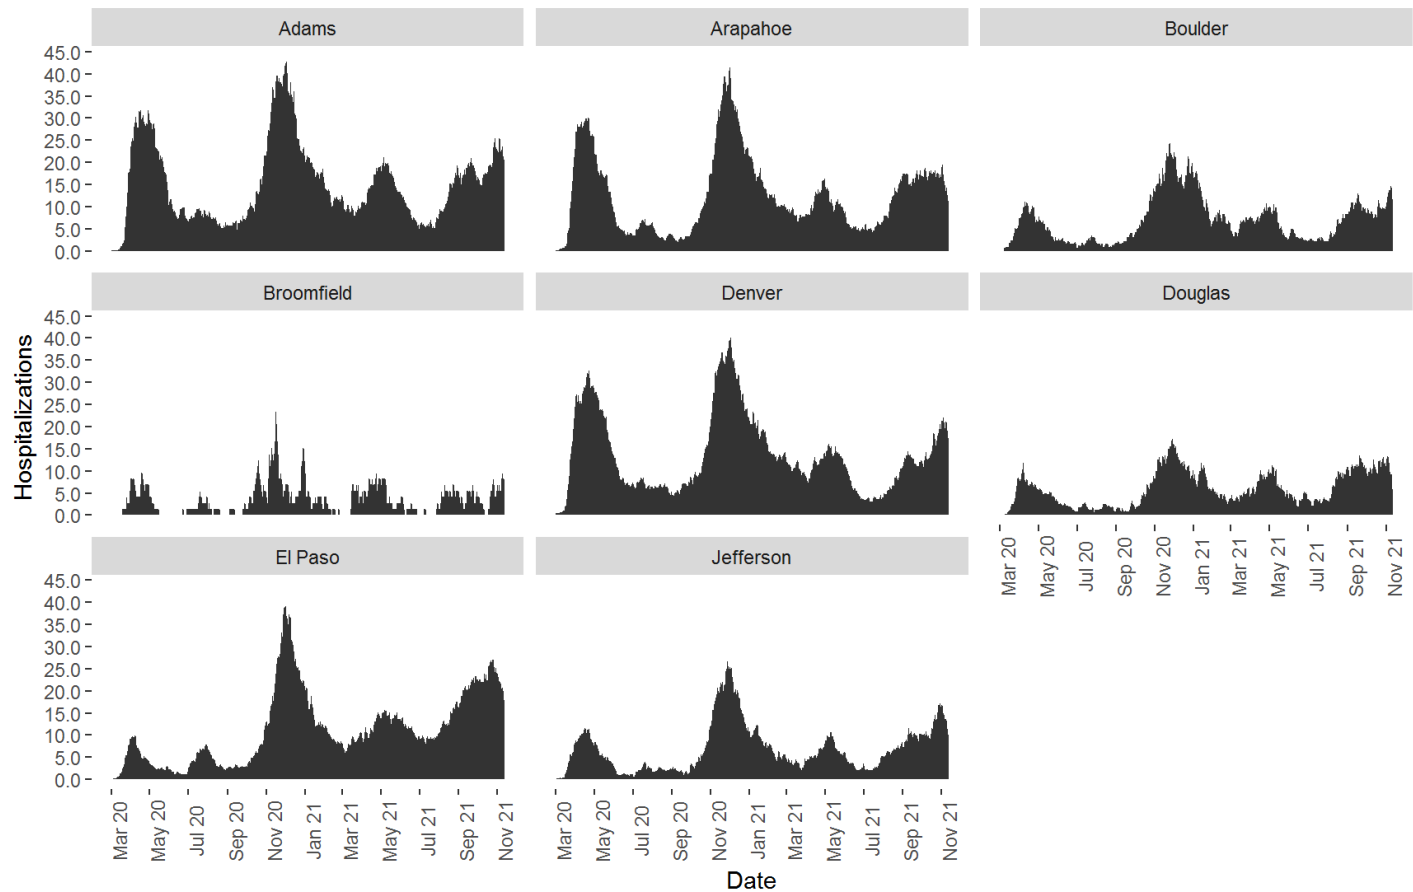 Adams
Arapahoe
Boulder
45.0
40.0
35.0
30.0
25.0
20.0
15.0
10.0
5.0
0.0
Broomfield
Denver
Douglas
Hospitalizations
45.0
40.0
35.0
30.0
25.0
20.0
15.0
10.0
5.0
0.0
Mar 20
May 20
Jul 20
Sep 20
Nov 20
Jan 21
Mar 21
May 21
Jul 21
Sep 21
Nov 21
El Paso
Jefferson
45.0
40.0
35.0
30.0
25.0
20.0
15.0
10.0
5.0
0.0
Mar 20
May 20
Jul 20
Sep 20
Nov 20
Jan 21
Mar 21
May 21
Jul 21
Sep 21
Nov 21
Mar 20
May 20
Jul 20
Sep 20
Nov 20
Jan 21
Mar 21
May 21
Jul 21
Sep 21
Nov 21
Date